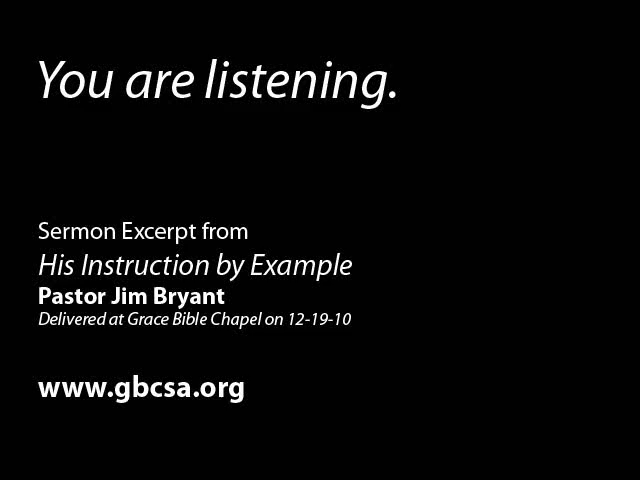 You are listening.
Sermon Excerpt from
His Instruction by Example
Pastor Jim Bryant
Delivered at Grace Bible Chapel on 12-19-10
www.gbcsa.org